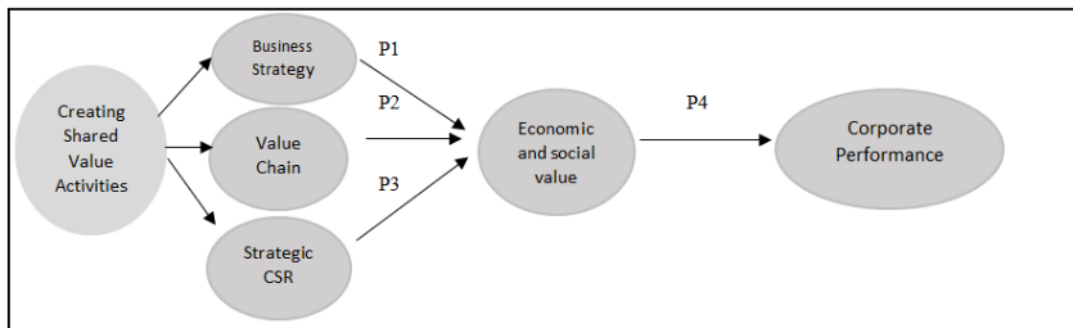 Creating
Shared
Value
Activities
Business
Strategy
Value
Chain
Strategic
CSR
P1
P2
P3
Economic
and social
value
P4
Corporate
Performance